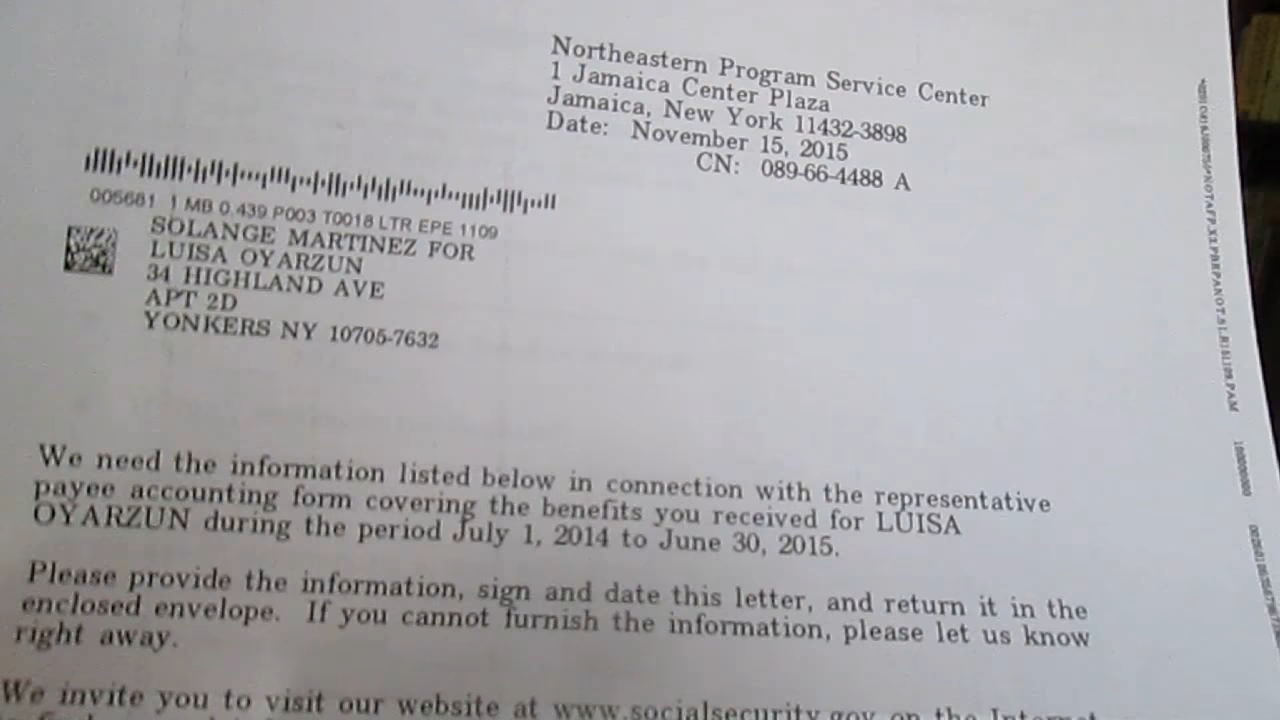 Northeastern Program Service Center
1 Jamaica Center Plaza
Jamaica, New York 11432-3898
Date: November 15, 2015
CN: 089-66-4488 A
005681 1 MB 0.439 P003 T0018 LTR EPE 1109
SOLANGE MARTINEZ FOR
LUISA OYARZUN
34 HIGHLAND AVE
APT 2D
YONKERS NY 10705-7632
We need the information listed below in connection with the representative
payee accounting form covering the benefits you received for LUISA
OYARZUN during the period July 1, 2014 to June 30, 2015.
Please provide the information, sign and date this letter, and return it in the
enclosed envelope. If you cannot furnish the information, please let us know
right away.
We invite you to visit our website at www.socialsecurity.gov on the Internet